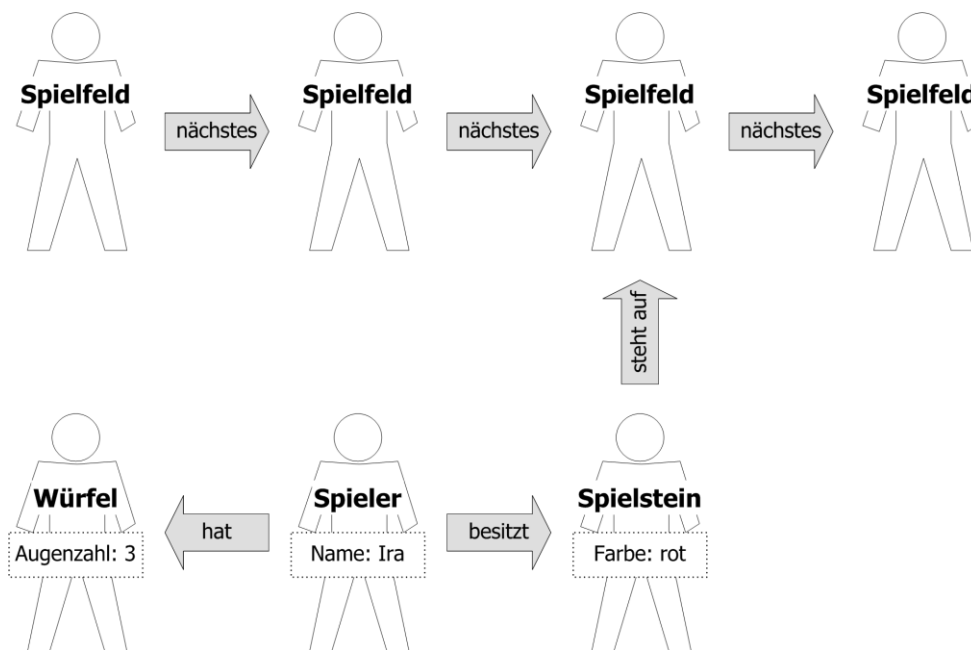 Spielfeld
nächstes
Spielfeld
nächstes
Spielfeld
nächstes
Spielfeld
steht auf
Würfel
Augenzahl: 3
hat
Spieler
Name: Ira
besitzt
Spielstein
Farbe: rot